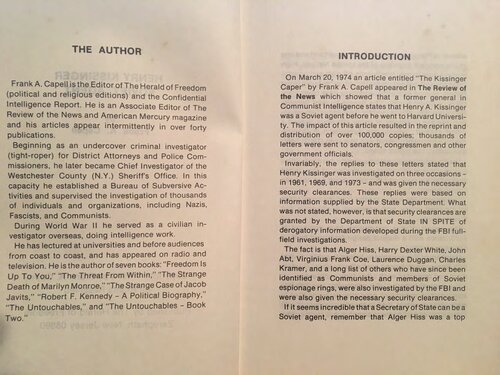 THE AUTHOR
Frank A. Capell is the Editor of The Herald of Freedom
(political and religious editions) and the Confidential
Intelligence Report. He is an Associate Editor of The
Review of the News and American Mercury magazine
and his articles appear intermittently in over forty
publications.
Beginning as an undercover criminal investigator
(tight-roper) for District Attorneys and Police Com-
missioners, he later became Chief Investigator of the
Westchester County (N.Y.) Sheriff's Office. In this
capacity he established a Bureau of Subversive Ac-
tivities and supervised the investigation of thousands
of individuals and organizations, including Nazis,
Fascists, and Communists.
During World War II he served as a civilian in-
vestigator overseas, doing intelligence work.
He has lectured at universities and before audiences
from coast to coast, and has appeared on radio and
television. He is the author of seven books: "Freedom Is
Up To You," "The Threat From Within," "The Strange
Death of Marilyn Monroe," "The Strange Case of Jacob
Javits," "Robert F. Kennedy – A Political Biography,"
"The Untouchables," and "The Untouchables – Book
Two."
INTRODUCTION
On March 20, 1974 an article entitled "The Kissinger
Caper" by Frank A. Capell appeared in The Review of
the News which showed that a former general in
Communist Intelligence states that Henry A. Kissinger
was a Soviet agent before he went to Harvard Universi-
ty. The impact of this article resulted in the reprint and
distribution of over 100,000 copies; thousands of
letters were sent to senators, congressmen and other
government officials.
Invariably, the replies to these letters stated that
Henry Kissinger was investigated on three occasions –
in 1961, 1969, and 1973 – and was given the necessary
security clearances. These replies were based on
information supplied by the State Department. What
was not stated, however, is that security clearances are
granted by the Department of State IN SPITE of
derogatory information developed during the FBI full-
field investigations.
The fact is that Alger Hiss, Harry Dexter White, John
Abt, Virginius Frank Coe, Laurence Duggan, Charles
Kramer, and a long list of others who have since been
identified as Communists and members of Soviet
espionage rings, were also investigated by the FBI and
were also given the necessary security clearances.
If it seems incredible that a Secretary of State can be a
Soviet agent, remember that Alger Hiss was a top